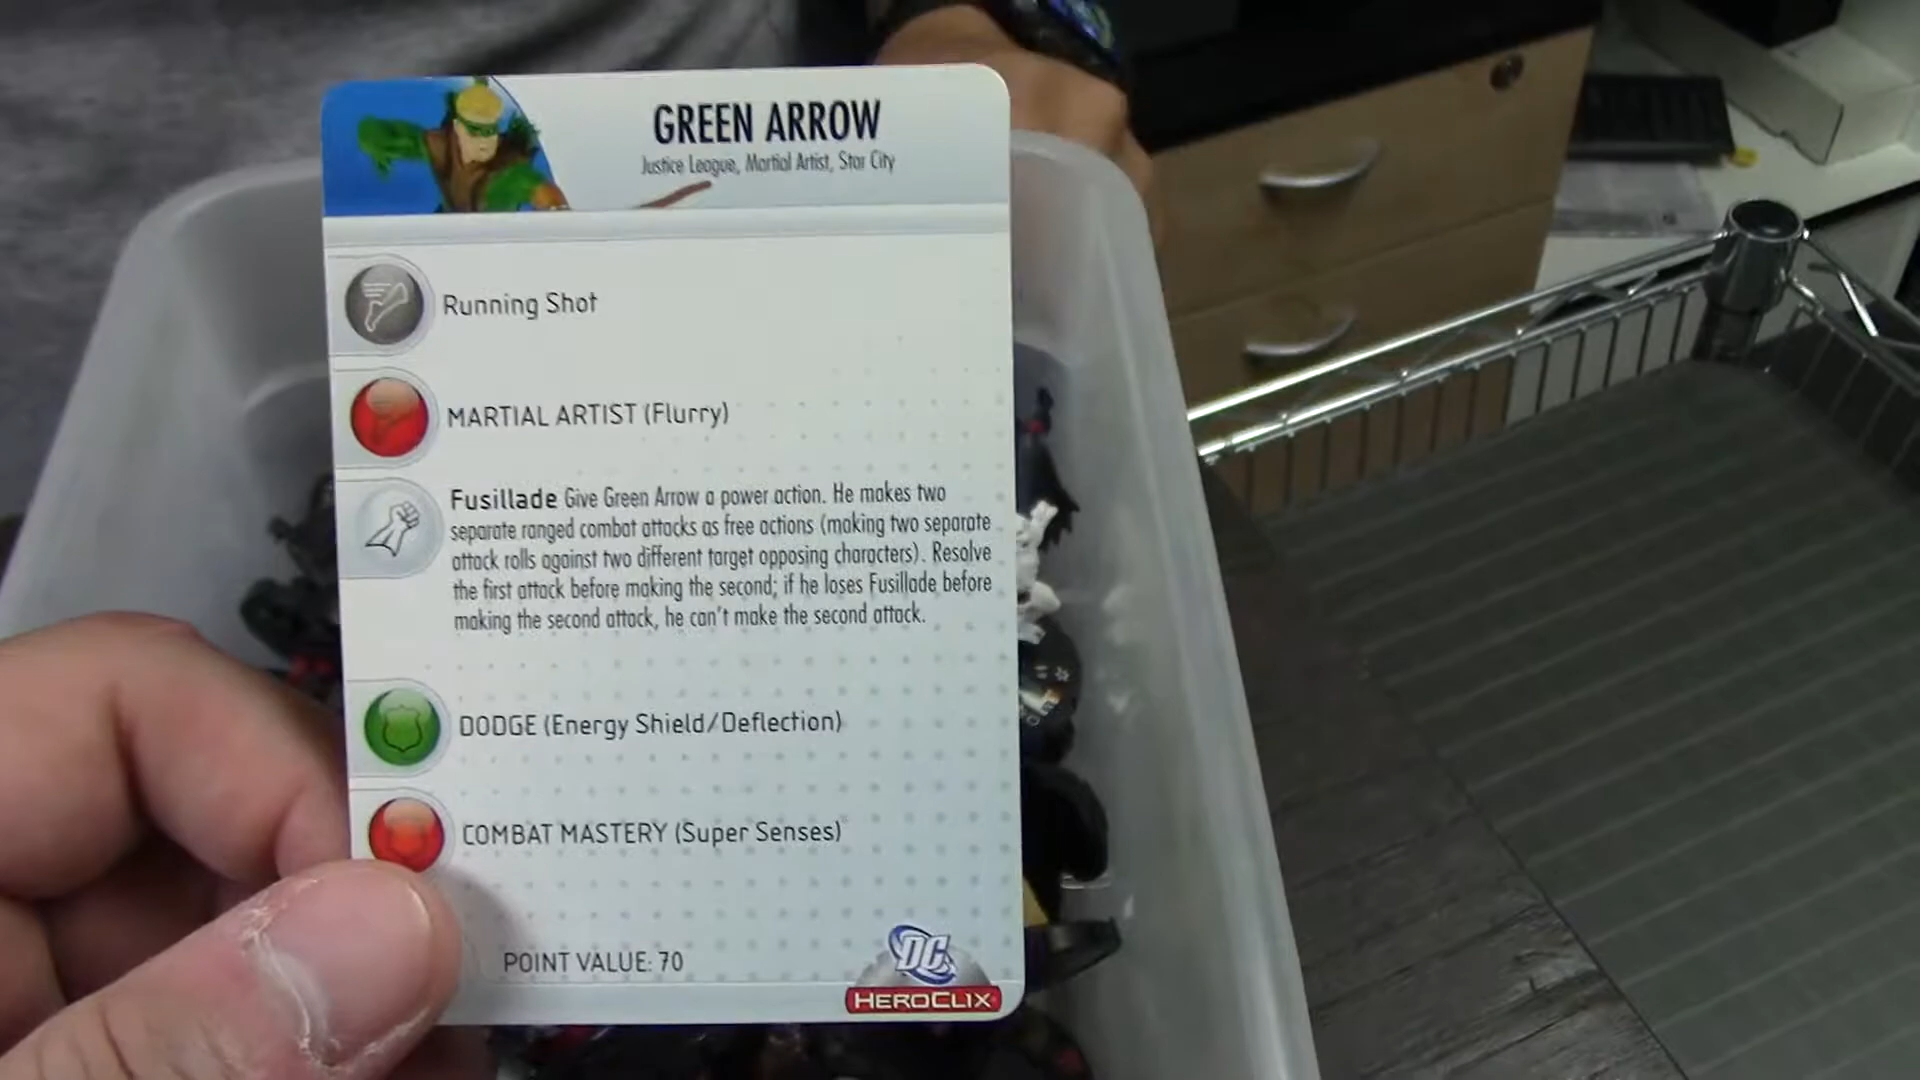 GREEN ARROW
Justice League, Martial Artist, Star City
Running Shot
MARTIAL ARTIST (Flurry)
Fusillade Give Green Arrow a power action. He makes two
separate ranged combat attacks as free actions (making two separate
attack rolls against two different target opposing characters). Resolve
the first attack before making the second; if he loses Fusillade before
making the second attack, he can't make the second attack.
DODGE (Energy Shield/Deflection)
COMBAT MASTERY (Super Senses)
POINT VALUE: 70
DC
HEROCLIX